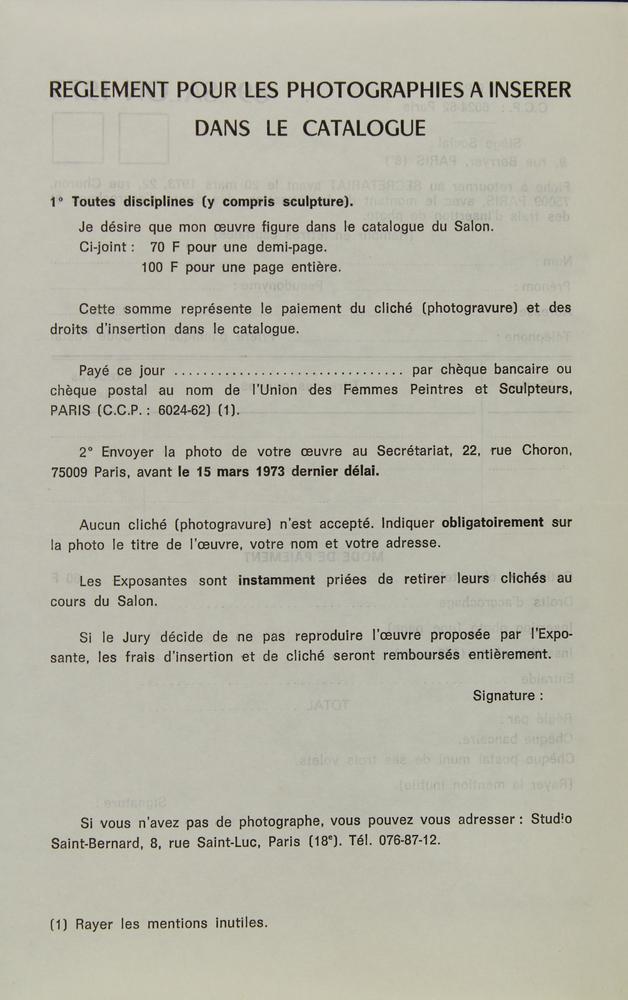 REGLEMENT POUR LES PHOTOGRAPHIES A INSERER
DANS LE CATALOGUE
1° Toutes disciplines (y compris sculpture).
Je désire que mon œuvre figure dans le catalogue du Salon.
Ci-joint : 70 F pour une demi-page.
100 F pour une page entière.
Cette somme représente le paiement du cliché (photogravure) et des
droits d'insertion dans le catalogue.
Payé ce jour ................................ par chèque bancaire ou
chèque postal au nom de l'Union des Femmes Peintres et Sculpteurs,
PARIS (C.C.P. : 6024-62) (1).
2° Envoyer la photo de votre œuvre au Secrétariat, 22, rue Choron,
75009 Paris, avant le 15 mars 1973 dernier délai.
Aucun cliché (photogravure) n'est accepté. Indiquer obligatoirement sur
la photo le titre de l'œuvre, votre nom et votre adresse.
Les Exposantes sont instamment priées de retirer leurs clichés au
cours du Salon.
Si le Jury décide de ne pas reproduire l'œuvre proposée par l'Expo-
sante, les frais d'insertion et de cliché seront remboursés entièrement.
Signature :
Si vous n'avez pas de photographe, vous pouvez vous adresser : Studio
Saint-Bernard, 8, rue Saint-Luc, Paris (18e). Tél. 076-87-12.
(1) Rayer les mentions inutiles.